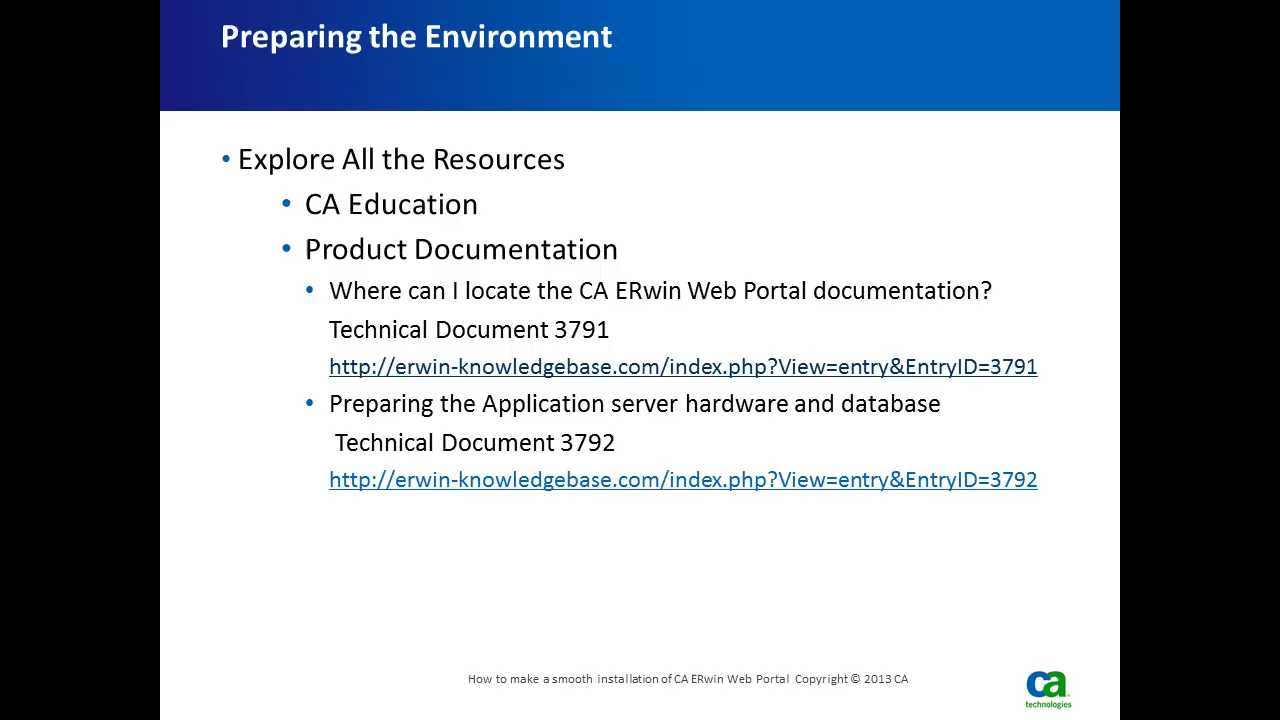 Preparing the Environment
• Explore All the Resources
• CA Education
• Product Documentation
• Where can I locate the CA ERwin Web Portal documentation?
Technical Document 3791
http://erwin-knowledgebase.com/index.php?View=entry&EntryID=3791
• Preparing the Application server hardware and database
Technical Document 3792
http://erwin-knowledgebase.com/index.php?View=entry&EntryID=3792
How to make a smooth installation of CA ERwin Web Portal Copyright © 2013 CA
ca
technologies